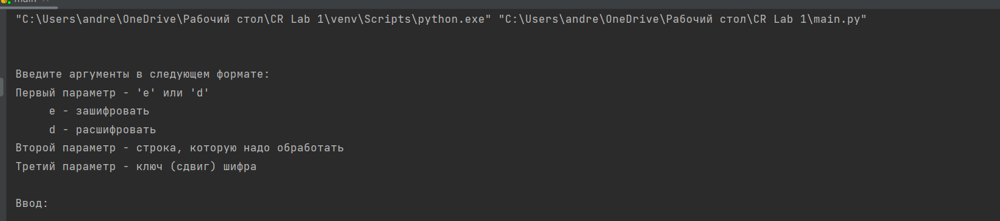 main
"C:\Users\andre\OneDrive\Рабочий стол\CR Lab 1\venv\Scripts\python.exe" "C:\Users\andre\OneDrive\Рабочий стол\CR Lab 1\main.py"
Введите аргументы в следующем формате:
Первый параметр - 'e' или 'd'
e - зашифровать
d - расшифровать
Второй параметр - строка, которую надо обработать
Третий параметр - ключ (сдвиг) шифра
Ввод: